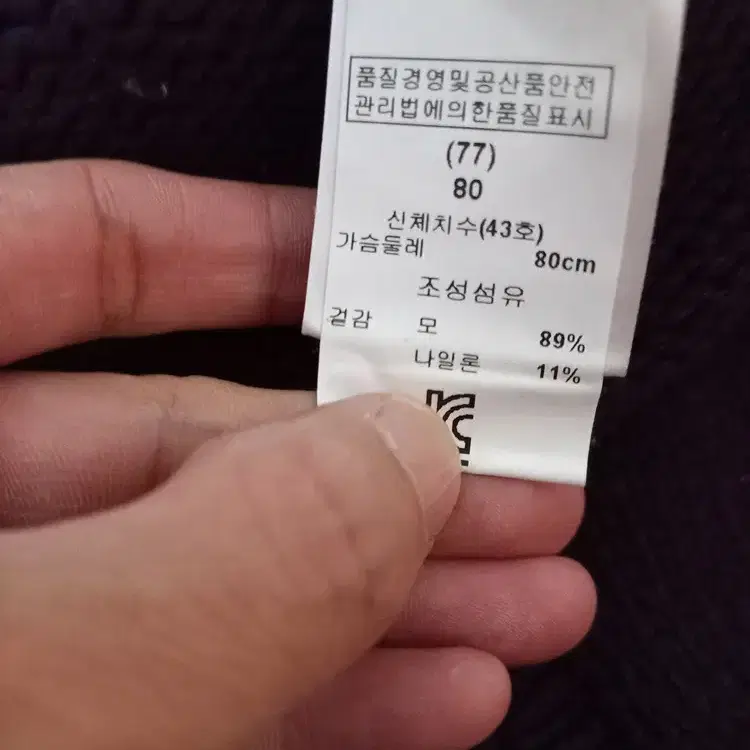 품질경영및공산품안전
관리법에의한품질표시
(77)
80
신체치수(43호)
가슴둘레 80cm
조성섬유
겉감 모 89%
나일론 11%
KC